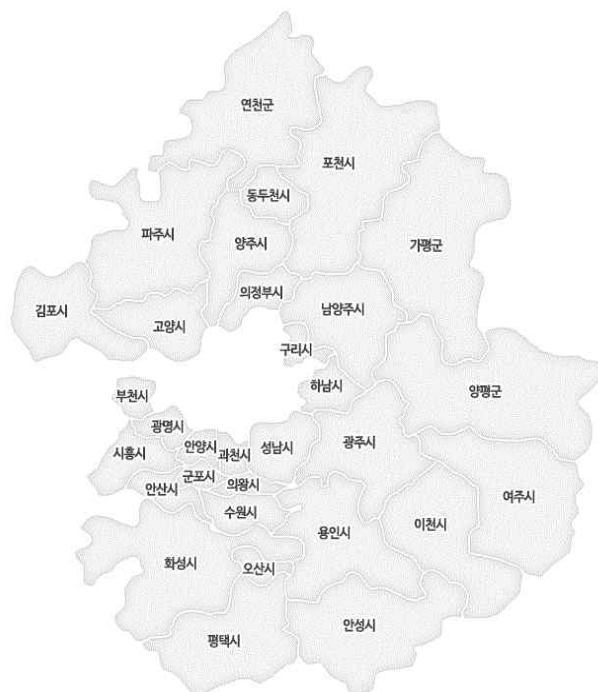 연천군
포천시
동두천시
파주시
양주시
가평군
의정부시
김포시
고양시
남양주시
구리시
하남시
양평군
부천시
광명시
시흥시
안양시
과천시
성남시
광주시
군포시
의왕시
안산시
여주시
수원시
이천시
용인시
화성시
오산시
안성시
평택시